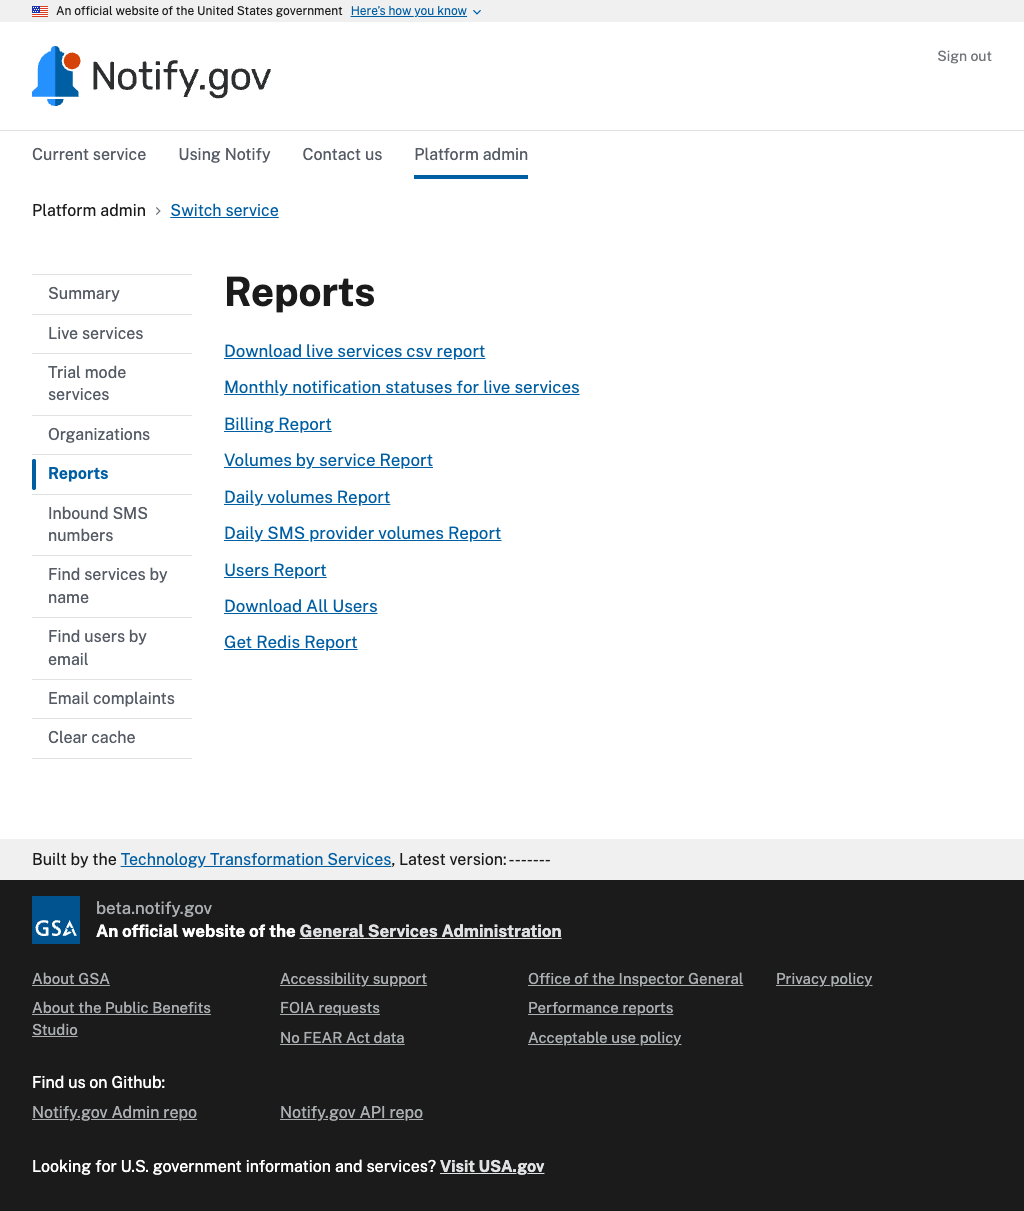 An official website of the United States government Here's how you know
Notify.gov
Sign out
Current service Using Notify Contact us Platform admin
Platform admin Switch service
Summary
Live services
Trial mode
services
Organizations
Reports
Inbound SMS
numbers
Find services by
name
Find users by
email
Email complaints
Clear cache
Reports
Download live services csv report
Monthly notification statuses for live services
Billing Report
Volumes by service Report
Daily volumes Report
Daily SMS provider volumes Report
Users Report
Download All Users
Get Redis Report
Built by the Technology Transformation Services, Latest version: -------
GSA
beta.notify.gov
An official website of the General Services Administration
About GSA
About the Public Benefits
Studio
Accessibility support
FOIA requests
No FEAR Act data
Office of the Inspector General
Performance reports
Acceptable use policy
Privacy policy
Find us on Github:
Notify.gov Admin repo Notify.gov API repo
Looking for U.S. government information and services? Visit USA.gov